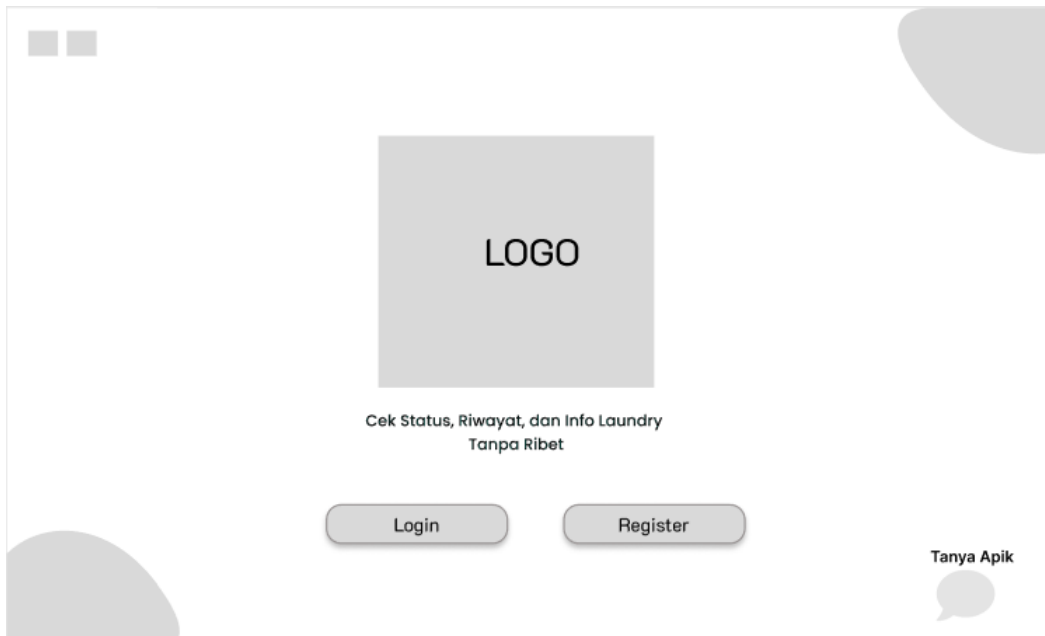 LOGO
Cek Status, Riwayat, dan Info Laundry
Tanpa Ribet
Login
Register
Tanya Apik